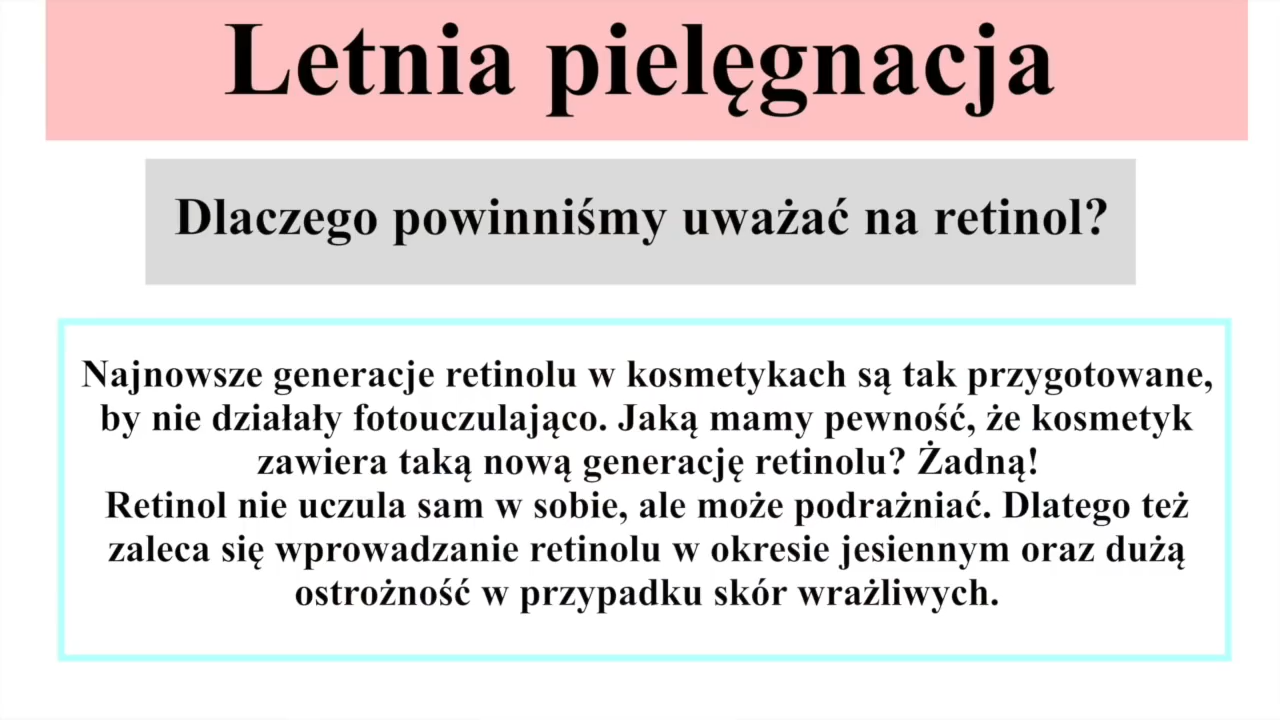 Letnia pielęgnacja
Dlaczego powinniśmy uważać na retinol?
Najnowsze generacje retinolu w kosmetykach są tak przygotowane,
by nie działały fotouczulająco. Jaką mamy pewność, że kosmetyk
zawiera taką nową generację retinolu? Żadną!
Retinol nie uczula sam w sobie, ale może podrażniać. Dlatego też
zaleca się wprowadzanie retinolu w okresie jesiennym oraz dużą
ostrożność w przypadku skór wrażliwych.